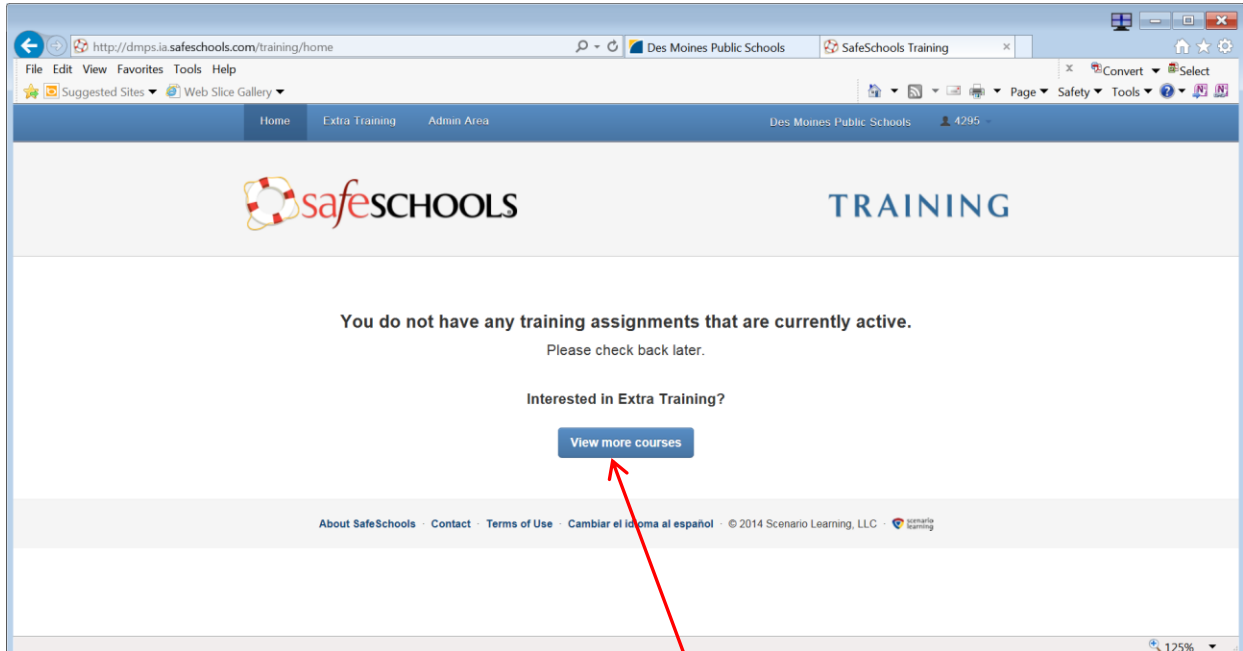 http://dmps.ia.safeschools.com/training/home
Des Moines Public Schools
SafeSchools Training
File Edit View Favorites Tools Help
Convert Select
Suggested Sites Web Slice Gallery
Page Safety Tools
Home Extra Training Admin Area
Des Moines Public Schools 4295
safeSCHOOLS
TRAINING
You do not have any training assignments that are currently active.
Please check back later.
Interested in Extra Training?
View more courses
About SafeSchools · Contact · Terms of Use · Cambiar el idioma al español · © 2014 Scenario Learning, LLC · scenario learning
125%